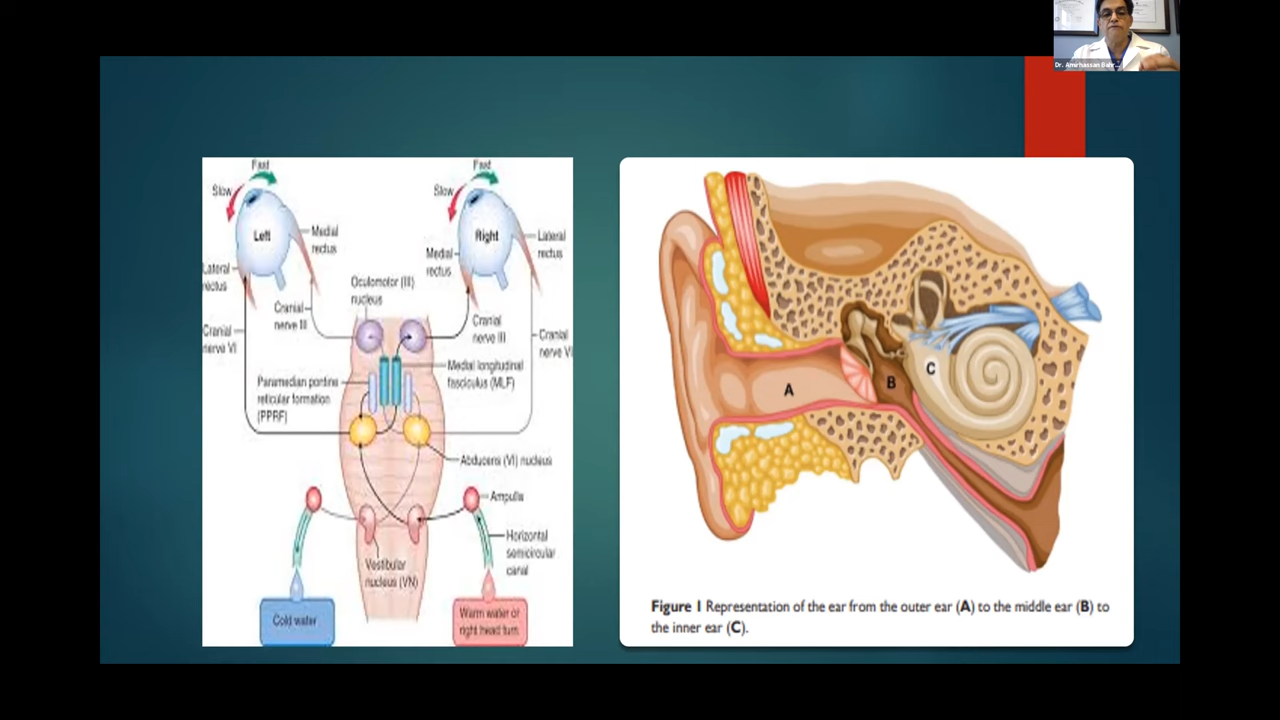 Dr. Amirhassan Bahr...
Fast
Slow
Left
Medial
rectus
Lateral
rectus
Cranial
nerve III
Cranial
nerve VI
Oculomotor (III)
nucleus
Fast
Slow
Right
Lateral
rectus
Medial
rectus
Cranial
nerve III
Cranial
nerve VI
Medial longitudinal
fasciculus (MLF)
Paramedian pontine
reticular formation
(PPRF)
Abducens (VI) nucleus
Ampulla
Horizontal
semicircular
canal
Vestibular
nucleus (VN)
Cold water
Warm water or
right head turn
A
B
C
Figure 1 Representation of the ear from the outer ear (A) to the middle ear (B) to
the inner ear (C).